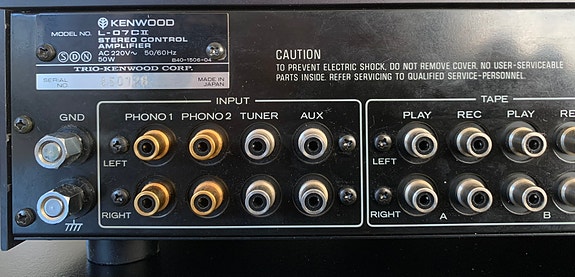 KENWOOD
MODEL NO. L-07CII
STEREO CONTROL
AMPLIFIER
AC 220V~ 50/60Hz
50W B40-1506-04
S D N
TRIO-KENWOOD CORP.
SERIAL NO.
MADE IN JAPAN
CAUTION
TO PREVENT ELECTRIC SHOCK, DO NOT REMOVE COVER. NO USER-SERVICEABLE
PARTS INSIDE. REFER SERVICING TO QUALIFIED SERVICE-PERSONNEL.
INPUT
TAPE
GND
PHONO 1 PHONO 2 TUNER AUX
PLAY REC PLAY RE
LEFT
LEFT
RIGHT
RIGHT
A B